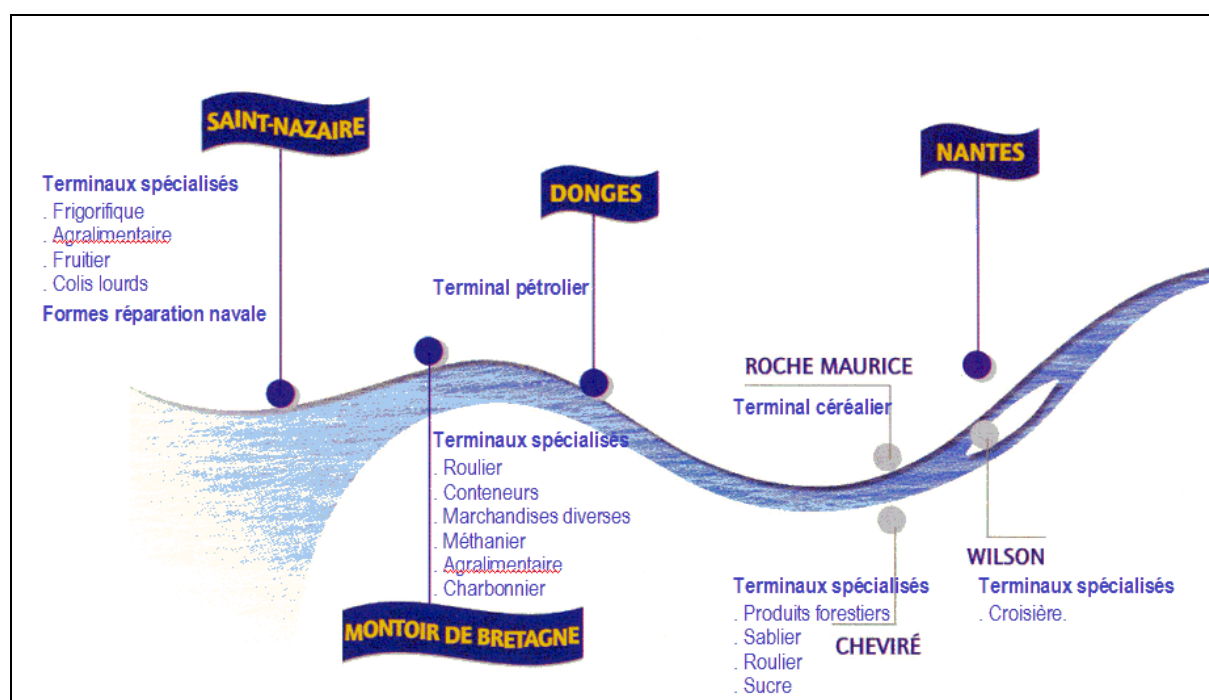 SAINT-NAZAIRE
Terminaux spécialisés
. Frigorifique
. Agralimentaire
. Fruitier
. Colis lourds
Formes réparation navale
DONGES
Terminal pétrolier
NANTES
ROCHE MAURICE
Terminal céréalier
Terminaux spécialisés
. Roulier
. Conteneurs
. Marchandises diverses
. Méthanier
. Agralimentaire
. Charbonnier
MONTOIR DE BRETAGNE
WILSON
Terminaux spécialisés
. Croisière.
Terminaux spécialisés
. Produits forestiers
. Sablier
. Roulier
. Sucre
CHEVIRÉ